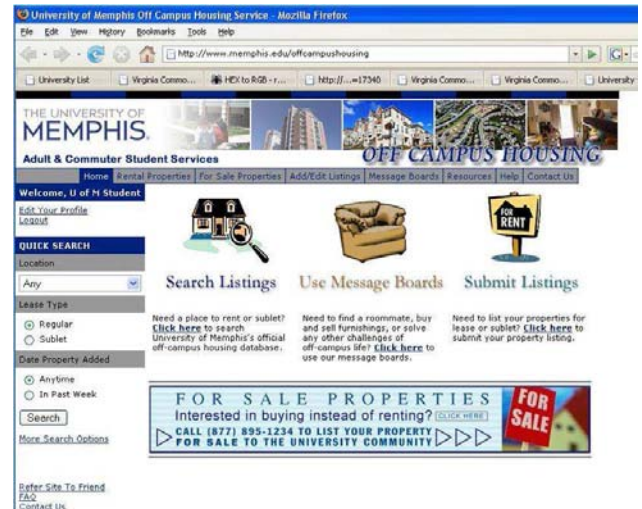 University of Memphis Off Campus Housing Service - Mozilla Firefox
File Edit View History Bookmarks Tools Help
http://www.memphis.edu/offcampushousing
University List Virginia Commo... HEX to RGB - r... http://f...=17340 Virginia Commo... Virginia Commo... University
THE UNIVERSITY OF
MEMPHIS.
Adult & Commuter Student Services
OFF CAMPUS HOUSING
Home Rental Properties For Sale Properties Add/Edit Listings Message Boards Resources Help Contact Us
Welcome, U of M Student
Edit Your Profile
Logout
QUICK SEARCH
Location
Any
Lease Type
Regular
Sublet
Date Property Added
Anytime
In Past Week
Search
More Search Options
Refer Site To Friend
FAQ
Contact Us
Search Listings
Need a place to rent or sublet?
Click here to search
University of Memphis's official
off-campus housing database.
Use Message Boards
Need to find a roommate, buy
and sell furnishings, or solve
any other challenges of
off-campus life? Click here to
use our message boards.
FOR
RENT
Submit Listings
Need to list your properties for
lease or sublet? Click here to
submit your property listing.
FOR SALE PROPERTIES
Interested in buying instead of renting? CLICK HERE
CALL (877) 895-1234 TO LIST YOUR PROPERTY
FOR SALE TO THE UNIVERSITY COMMUNITY
FOR
SALE